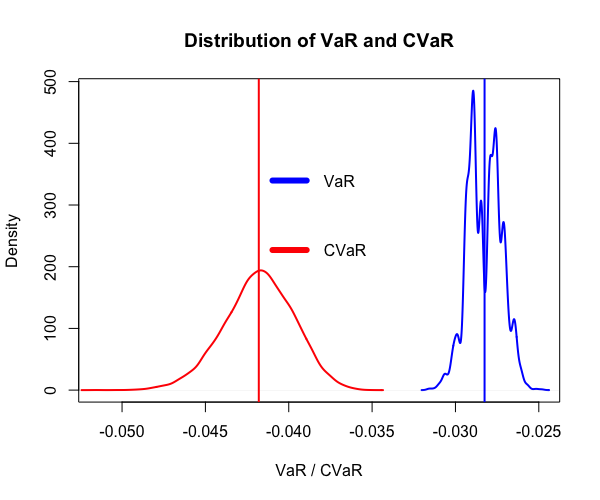 Distribution of VaR and CVaR
Density
500
400
300
200
100
0
VaR
CVaR
-0.050 -0.045 -0.040 -0.035 -0.030 -0.025
VaR / CVaR